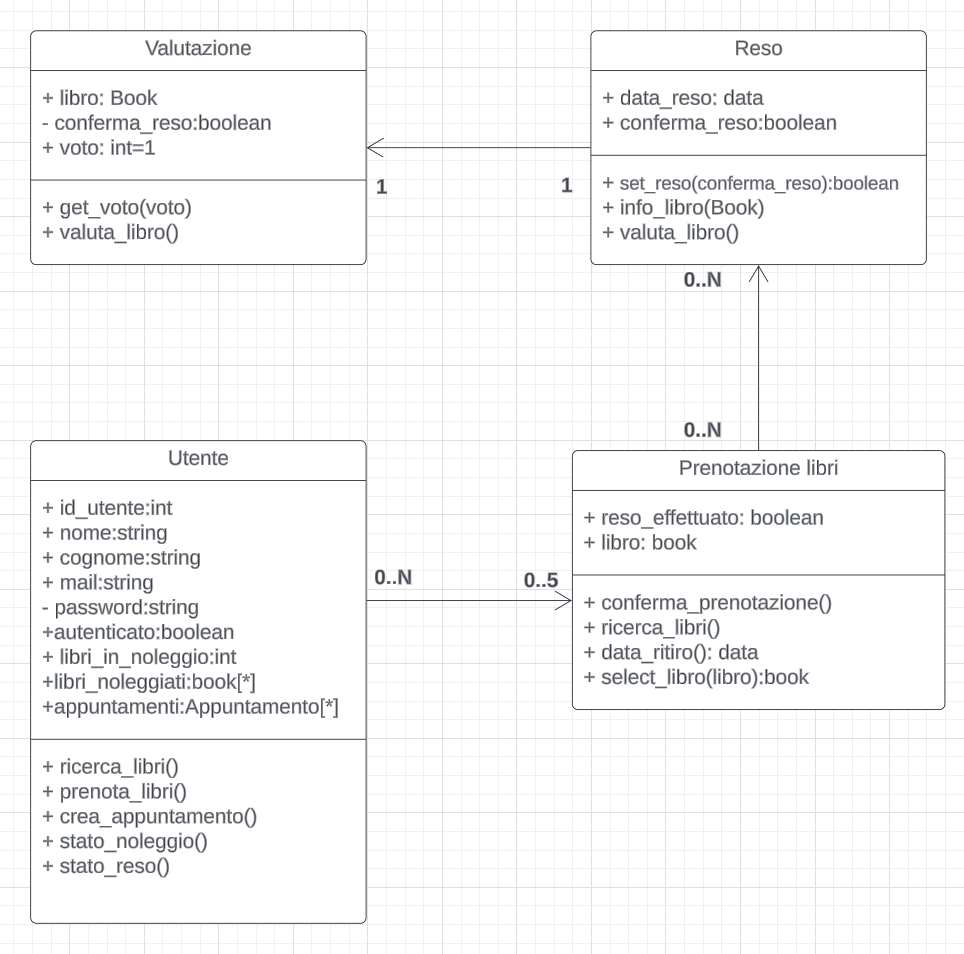 Valutazione
+ libro: Book
- conferma_reso:boolean
+ voto: int=1
+ get_voto(voto)
+ valuta_libro()
Reso
+ data_reso: data
+ conferma_reso:boolean
+ set_reso(conferma_reso):boolean
+ info_libro(Book)
+ valuta_libro()
1
1
0..N
0..N
Utente
+ id_utente:int
+ nome:string
+ cognome:string
+ mail:string
- password:string
+autenticato:boolean
+ libri_in_noleggio:int
+libri_noleggiati:book[*]
+appuntamenti:Appuntamento[*]
+ ricerca_libri()
+ prenota_libri()
+ crea_appuntamento()
+ stato_noleggio()
+ stato_reso()
0..N
0..5
Prenotazione libri
+ reso_effettuato: boolean
+ libro: book
+ conferma_prenotazione()
+ ricerca_libri()
+ data_ritiro(): data
+ select_libro(libro):book